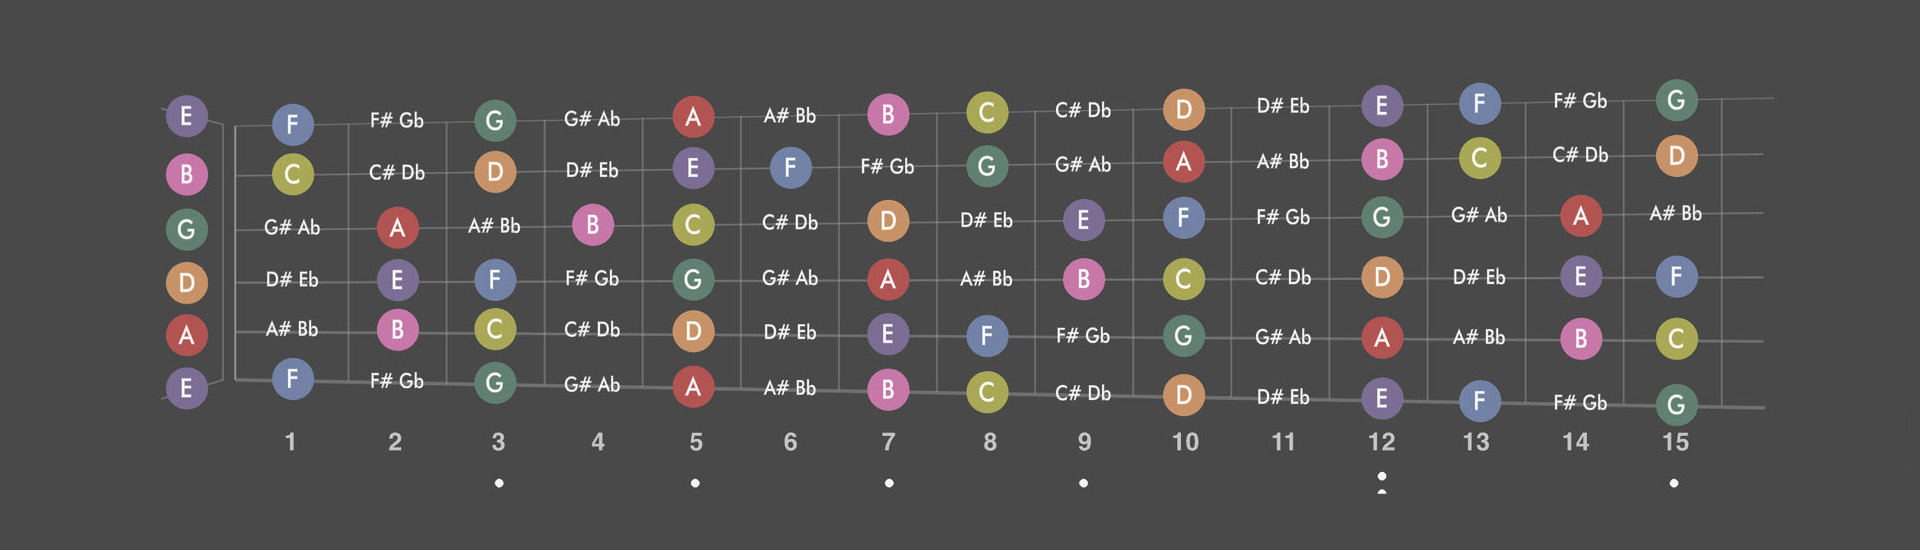 E F F# Gb G G# Ab A A# Bb B C C# Db D D# Eb E F F# Gb G
B C C# Db D D# Eb E F F# Gb G G# Ab A A# Bb B C C# Db D
G G# Ab A A# Bb B C C# Db D D# Eb E F F# Gb G G# Ab A A# Bb
D D# Eb E F F# Gb G G# Ab A A# Bb B C C# Db D D# Eb E F
A A# Bb B C C# Db D D# Eb E F F# Gb G G# Ab A A# Bb B C
E F F# Gb G G# Ab A A# Bb B C C# Db D D# Eb E F F# Gb G
1 2 3 4 5 6 7 8 9 10 11 12 13 14 15